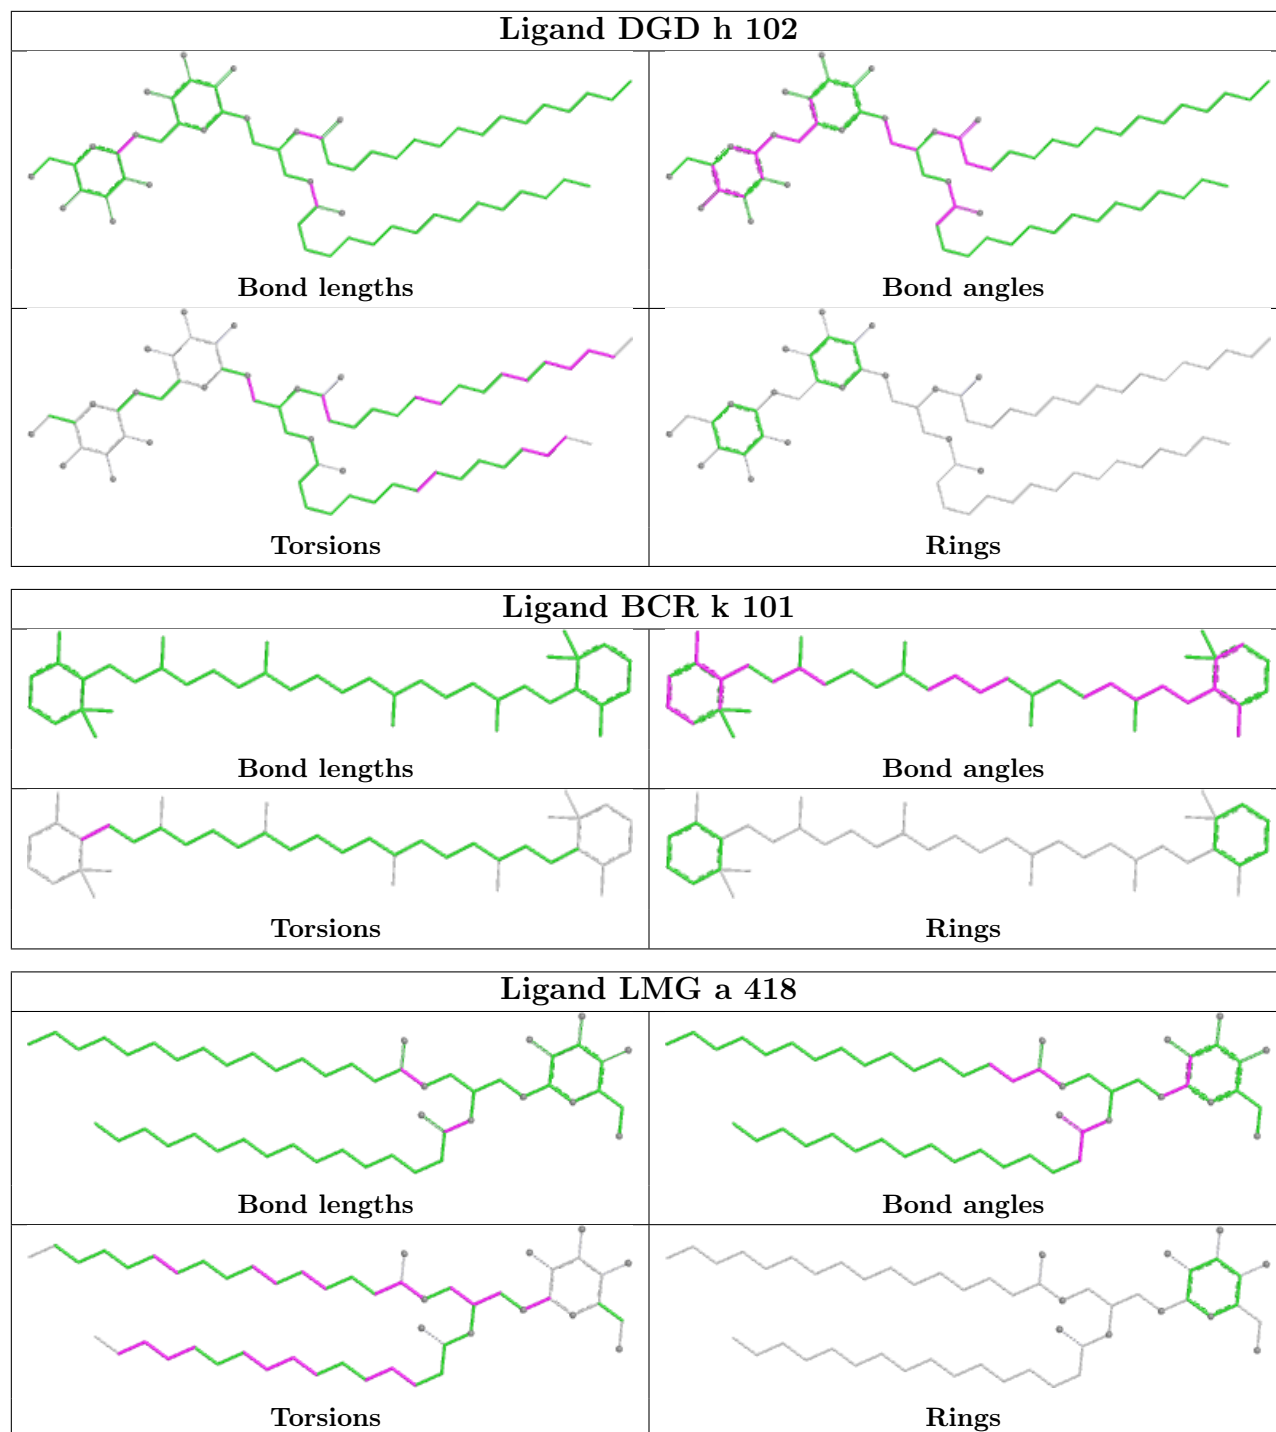 Ligand DGD h 102
Bond lengths
Bond angles
Torsions
Rings
Ligand BCR k 101
Bond lengths
Bond angles
Torsions
Rings
Ligand LMG a 418
Bond lengths
Bond angles
Torsions
Rings